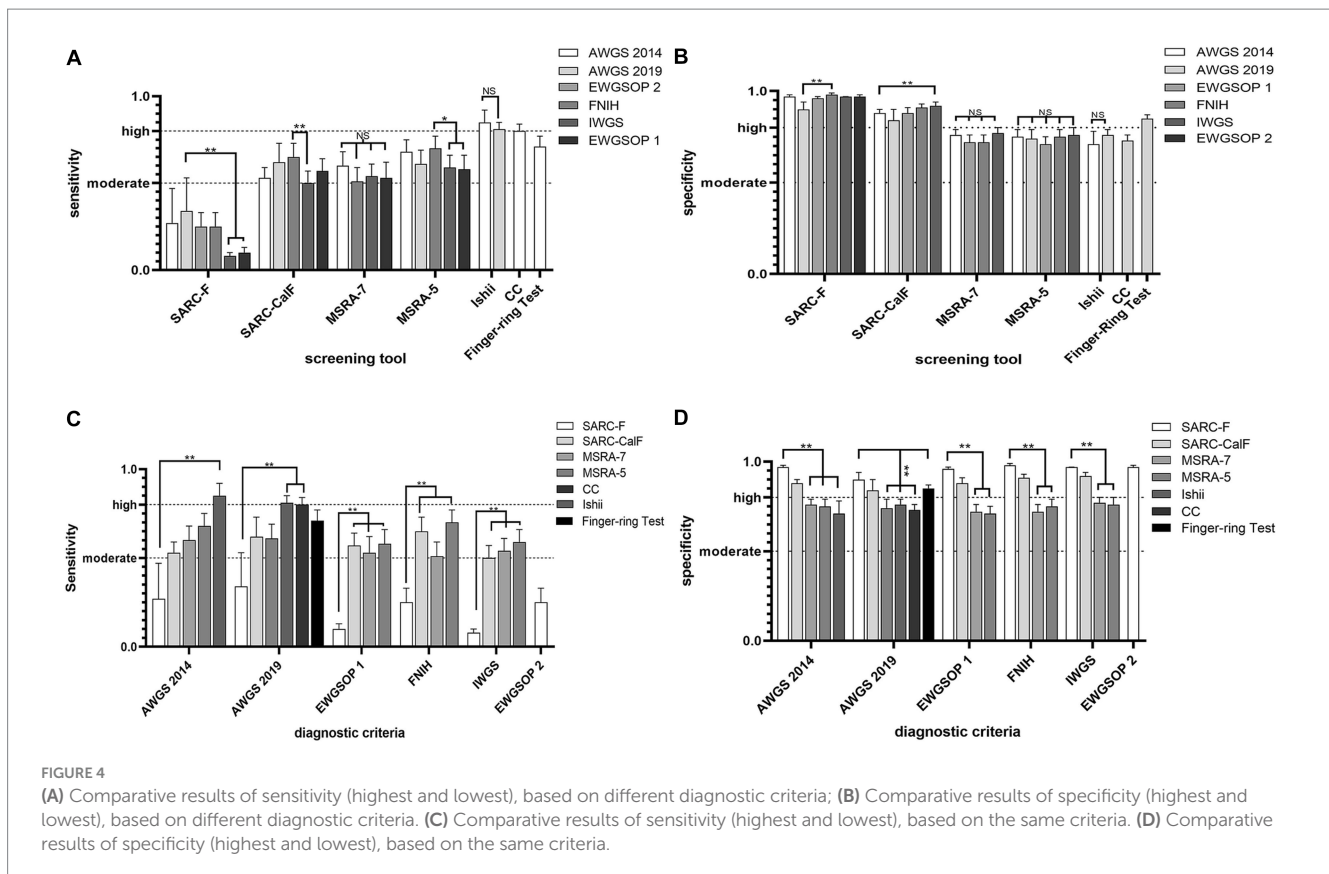 A
AWGS 2014
AWGS 2019
EWGSOP 2
FNIH
IWGS
EWGSOP 1
sensitivity
1.0
high
moderate
0.0
**
**
NS
*
NS
SARC-F
SARC-CalF
MSRA-7
MSRA-5
Ishii
CC
Finger-ring Test
screening tool
B
AWGS 2014
AWGS 2019
EWGSOP 1
FNIH
IWGS
EWGSOP 2
specificity
1.0
high
moderate
0.0
**
**
NS
NS
NS
SARC-F
SARC-CalF
MSRA-7
MSRA-5
Ishii
CC
Finger-Ring Test
screening tool
C
SARC-F
SARC-CalF
MSRA-7
MSRA-5
CC
Ishii
Finger-ring Test
Sensitivity
1.0
high
moderate
0.0
**
**
**
**
**
AWGS 2014
AWGS 2019
EWGSOP 1
FNIH
IWGS
EWGSOP 2
diagnostic criteria
D
SARC-F
SARC-CalF
MSRA-7
MSRA-5
Ishii
CC
Finger-ring Test
specificity
1.0
high
moderate
0.0
**
**
**
**
**
AWGS 2014
AWGS 2019
EWGSOP 1
FNIH
IWGS
EWGSOP 2
diagnostic criteria
FIGURE 4
(A) Comparative results of sensitivity (highest and lowest), based on different diagnostic criteria; (B) Comparative results of specificity (highest and
lowest), based on different diagnostic criteria. (C) Comparative results of sensitivity (highest and lowest), based on the same criteria. (D) Comparative
results of specificity (highest and lowest), based on the same criteria.